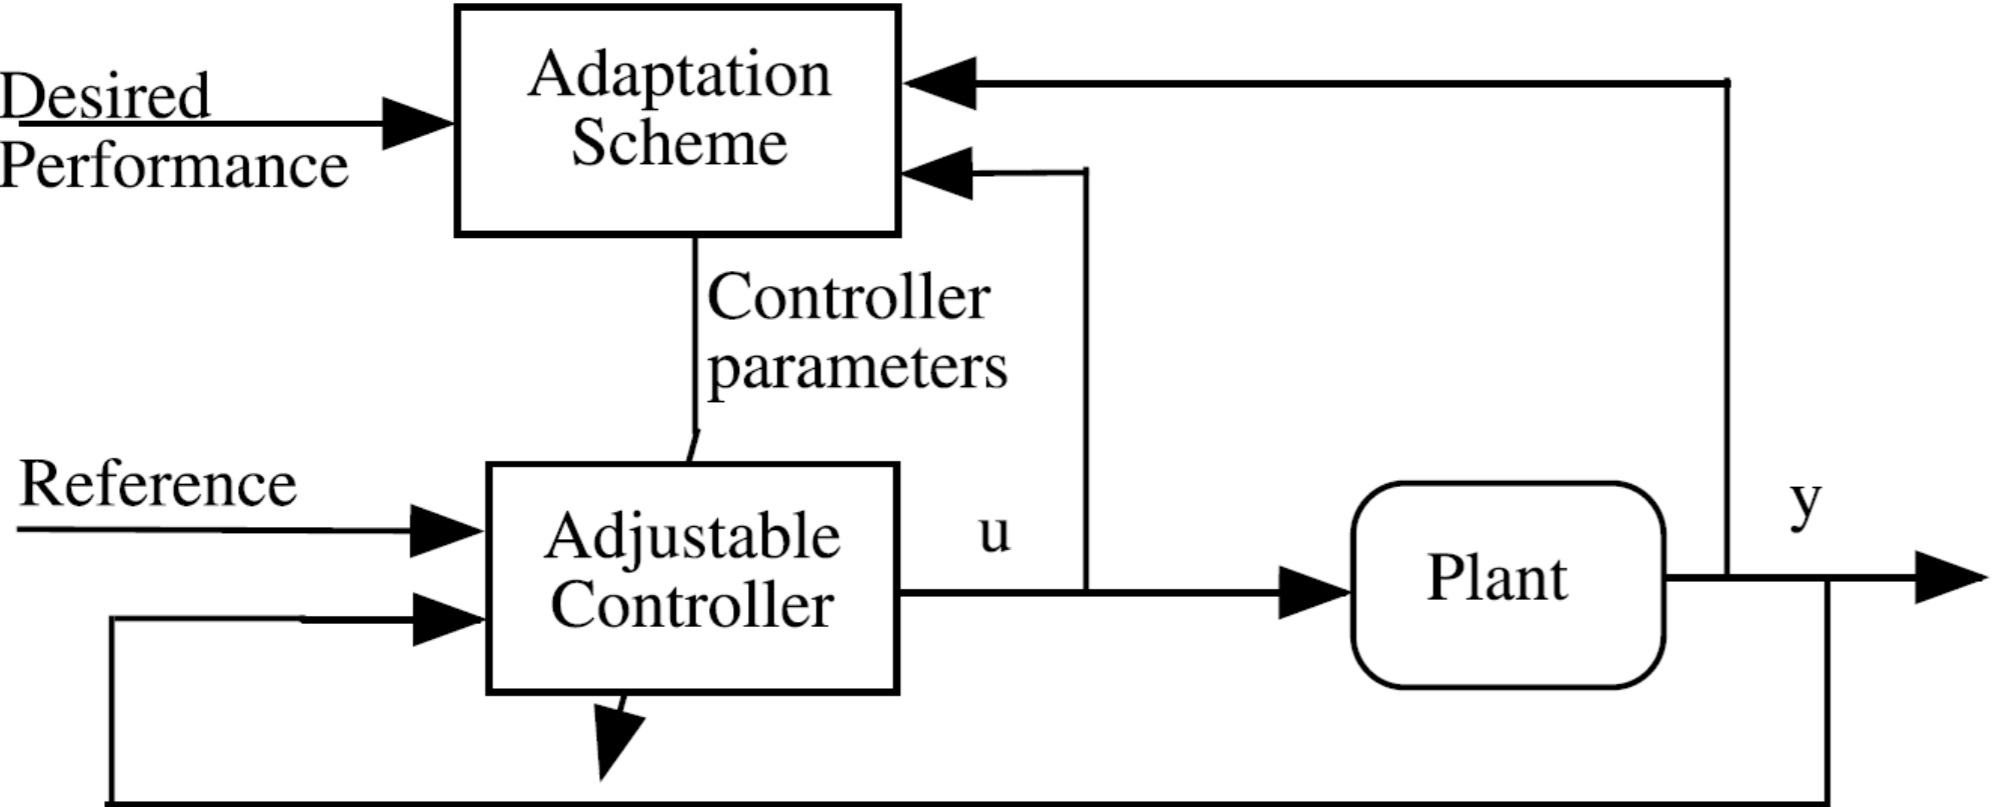 Adaptation
Scheme
Desired
Performance
Controller
parameters
Reference
Adjustable
Controller
u
Plant
y